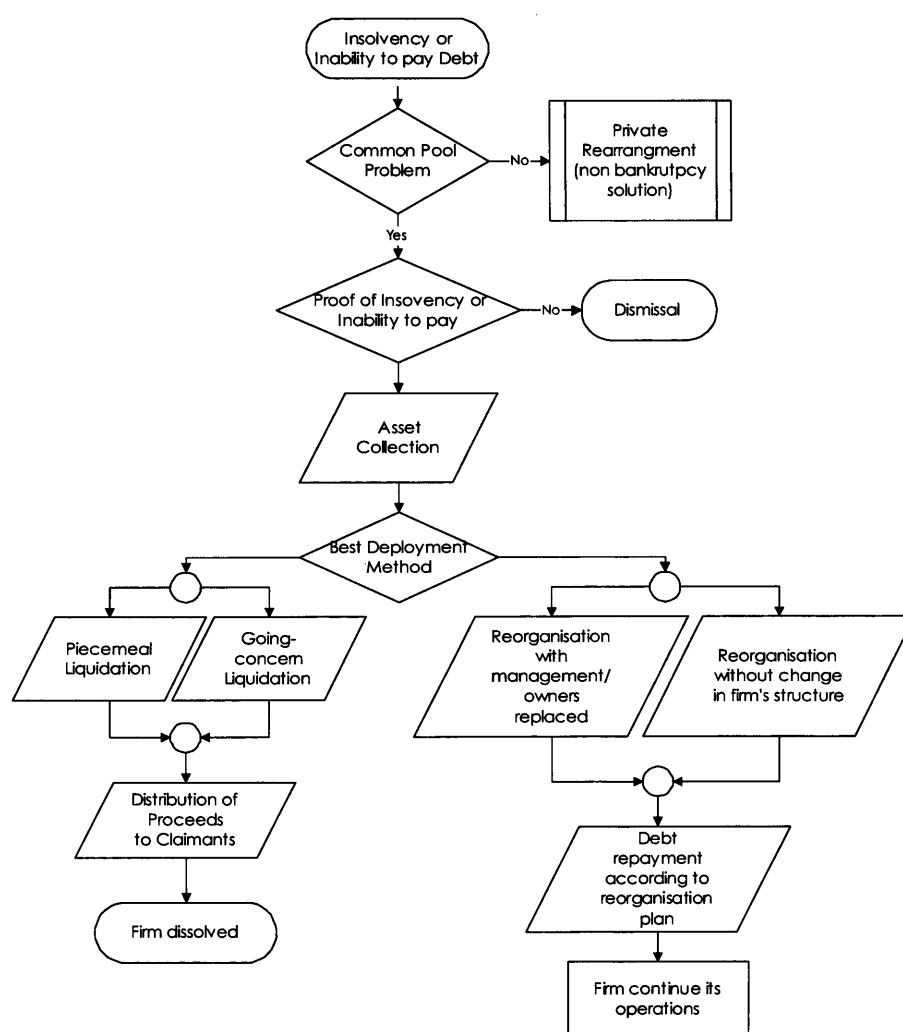 Insolvency or
Inability to pay Debt
Common Pool
Problem
No
Private
Rearrangment
(non bankrutpcy
solution)
Yes
Proof of Insovency or
Inability to pay
No
Dismissal
Asset
Collection
Best Deployment
Method
Piecemeal
Liquidation
Going-
concern
Liquidation
Reorganisation
with
management/
owners
replaced
Reorganisation
without change
in firm's structure
Distribution of
Proceeds
to Claimants
Debt
repayment
according to
reorganisation
plan
Firm dissolved
Firm continue its
operations